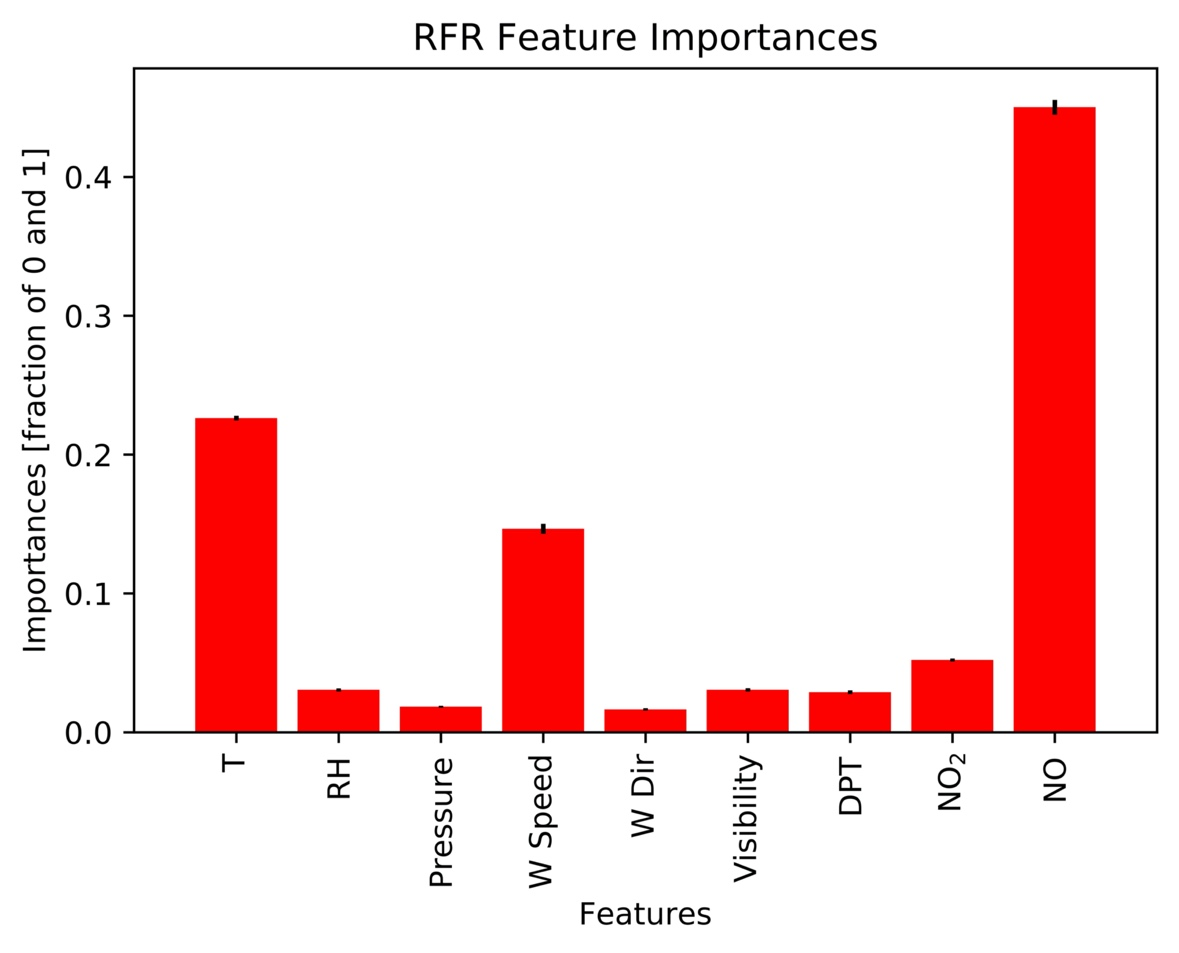 RFR Feature Importances
Importances [fraction of 0 and 1]
0.4
0.3
0.2
0.1
0.0
T
RH
Pressure
W Speed
W Dir
Visibility
DPT
NO₂
NO
Features